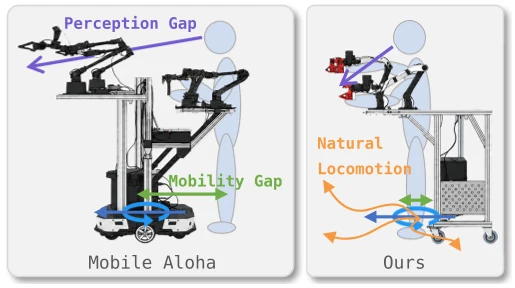 Perception Gap
Mobility Gap
Mobile Aloha
Natural
Locomotion
Ours